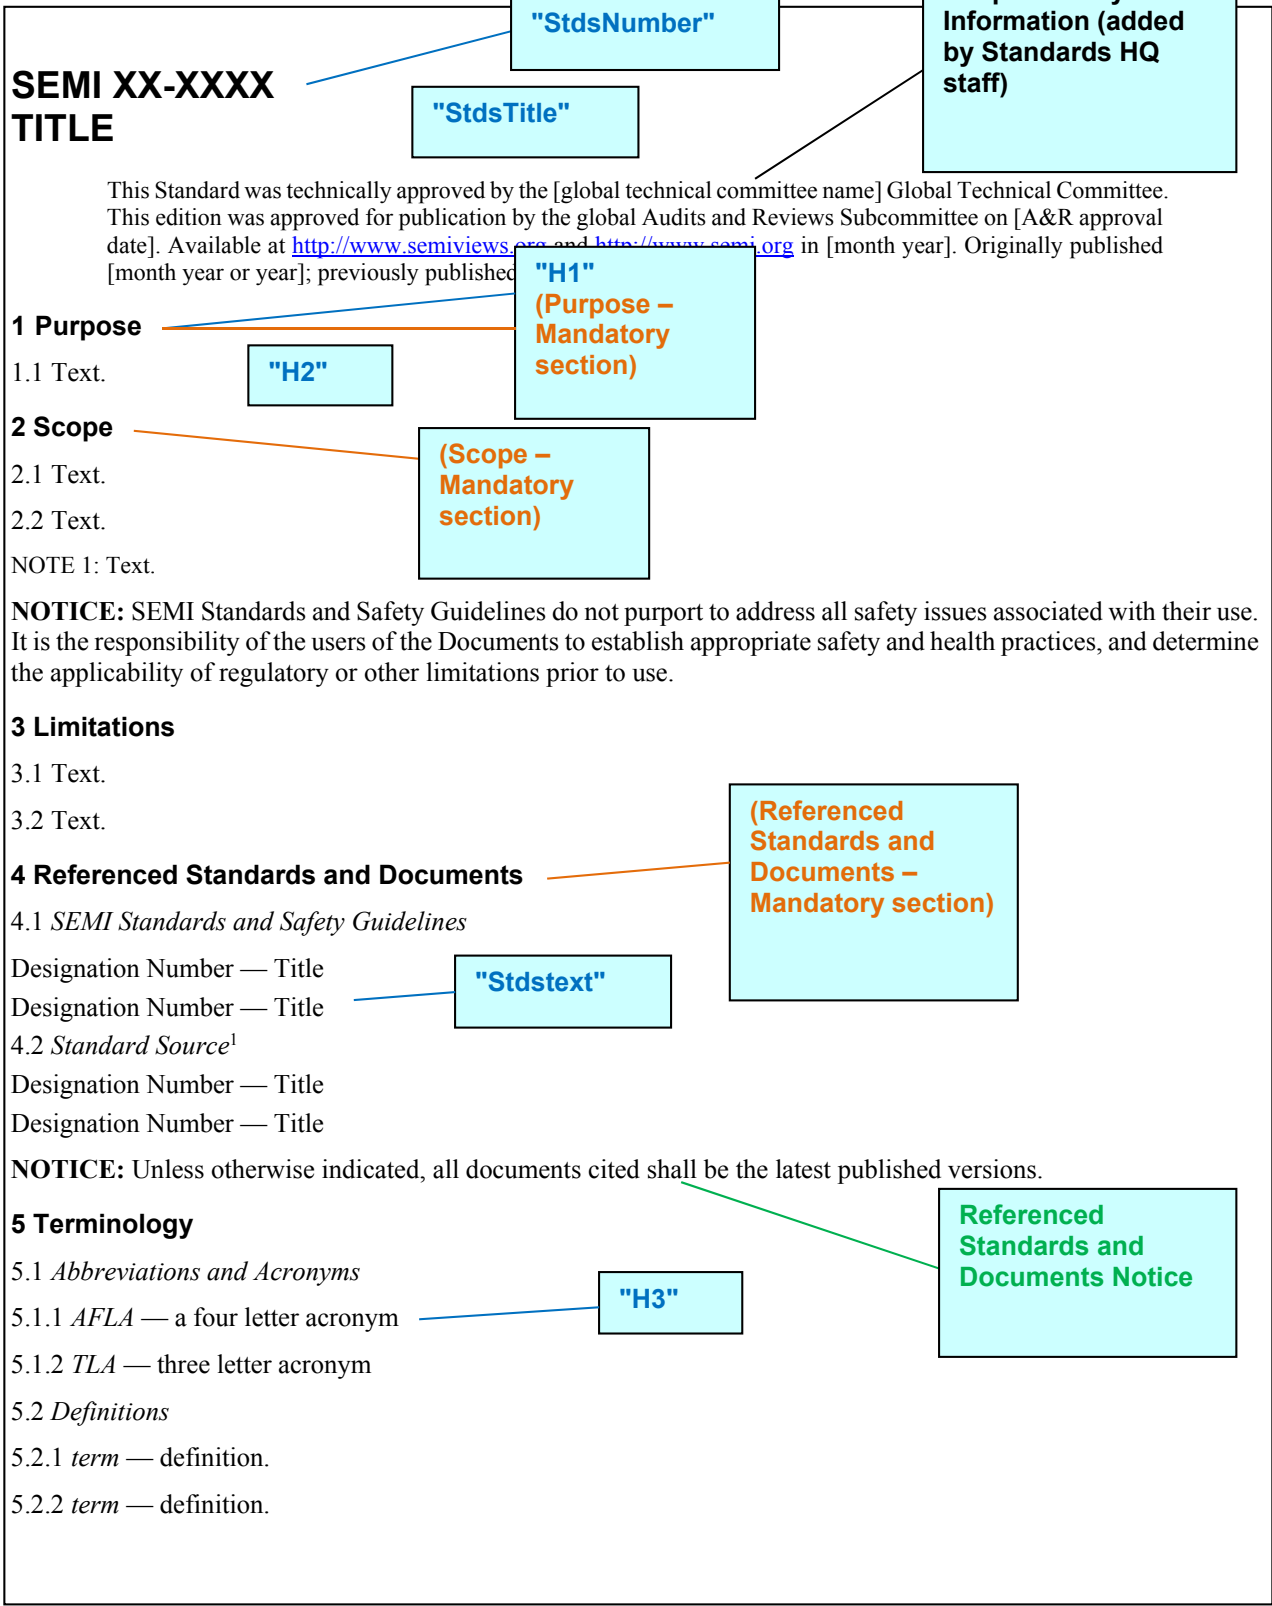 "StdsNumber"
Information (added
by Standards HQ
staff)
SEMI XX-XXXX
TITLE
"StdsTitle"
This Standard was technically approved by the [global technical committee name] Global Technical Committee.
This edition was approved for publication by the global Audits and Reviews Subcommittee on [A&R approval
date]. Available at http://www.semiviews.org and http://www.semi.org in [month year]. Originally published
[month year or year]; previously published
"H1"
(Purpose –
Mandatory
section)
1 Purpose
1.1 Text.
"H2"
2 Scope
(Scope –
Mandatory
section)
2.1 Text.
2.2 Text.
NOTE 1: Text.
NOTICE: SEMI Standards and Safety Guidelines do not purport to address all safety issues associated with their use.
It is the responsibility of the users of the Documents to establish appropriate safety and health practices, and determine
the applicability of regulatory or other limitations prior to use.
3 Limitations
3.1 Text.
3.2 Text.
(Referenced
Standards and
Documents –
Mandatory section)
4 Referenced Standards and Documents
4.1 SEMI Standards and Safety Guidelines
Designation Number — Title
Designation Number — Title
"Stdstext"
4.2 Standard Source1
Designation Number — Title
Designation Number — Title
NOTICE: Unless otherwise indicated, all documents cited shall be the latest published versions.
Referenced
Standards and
Documents Notice
5 Terminology
5.1 Abbreviations and Acronyms
5.1.1 AFLA — a four letter acronym
"H3"
5.1.2 TLA — three letter acronym
5.2 Definitions
5.2.1 term — definition.
5.2.2 term — definition.